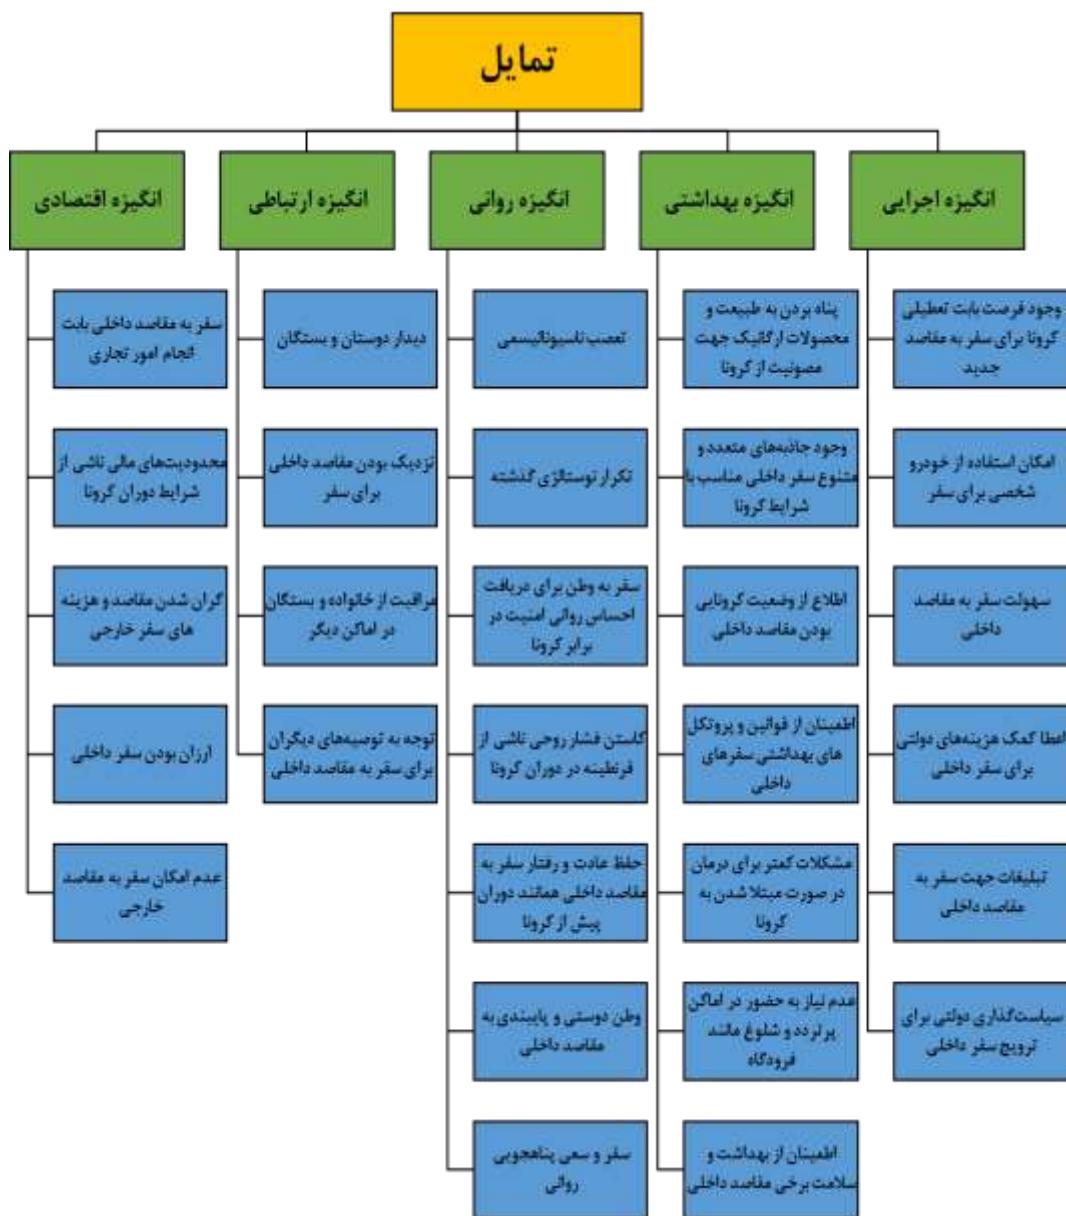 تمایل
انگیزه اجرایی
انگیزه بهداشتی
انگیزه روانی
انگیزه ارتباطی
انگیزه اقتصادی
وجود فرصت بابت تعطیلی
کرونا برای سفر به مقاصد
جدید
امکان استفاده از خودرو
شخصی برای سفر
سهولت سفر به مقاصد
داخلی
اعطا کمک هزینه‌های دولتی
برای سفر داخلی
تبلیغات جهت سفر به
مقاصد داخلی
سیاست‌گذاری دولتی برای
ترویج سفر داخلی
پناه بردن به طبیعت و
محصولات ارگانیک جهت
مصونیت از کرونا
وجود جاذبه‌های متعدد و
متنوع سفر داخلی مناسب با
شرایط کرونا
اطلاع از وضعیت کرونایی
بودن مقاصد داخلی
اطمینان از قوانین و پروتکل
های بهداشتی سفرهای
داخلی
مشکلات کمتر برای درمان
در صورت مبتلا شدن به
کرونا
عدم نیاز به حضور در اماکن
پرتردد و شلوغ مانند
فرودگاه
اطمینان از بهداشت و
سلامت برخی مقاصد داخلی
تعصب ناسیونالیسمی
تکرار نوستالژی گذشته
سفر به وطن برای دریافت
احساس روانی امنیت در
برابر کرونا
کاستن فشار روحی ناشی از
قرنطینه در دوران کرونا
حفظ عادت و رفتار سفر به
مقاصد داخلی همانند دوران
پیش از کرونا
وطن دوستی و پایبندی به
مقاصد داخلی
سفر و سعی پناهجویی
روانی
دیدار دوستان و بستگان
نزدیک بودن مقاصد داخلی
برای سفر
مراقبت از خانواده و بستگان
در اماکن دیگر
توجه به توصیه‌های دیگران
برای سفر به مقاصد داخلی
سفر به مقاصد داخلی بابت
انجام امور تجاری
محدودیت‌های مالی ناشی از
شرایط دوران کرونا
گران شدن مقاصد و هزینه
های سفر خارجی
ارزان بودن سفر داخلی
عدم امکان سفر به مقاصد
خارجی